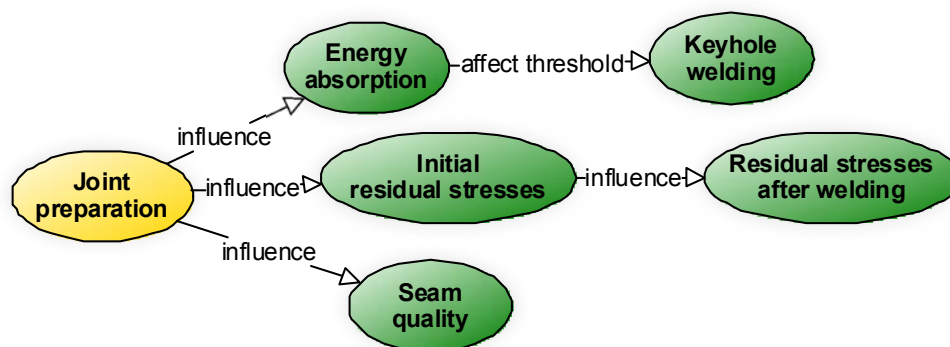 Energy
absorption
affect threshold
Keyhole
welding
influence
Joint
preparation
influence
Initial
residual stresses
influence
Residual stresses
after welding
influence
Seam
quality